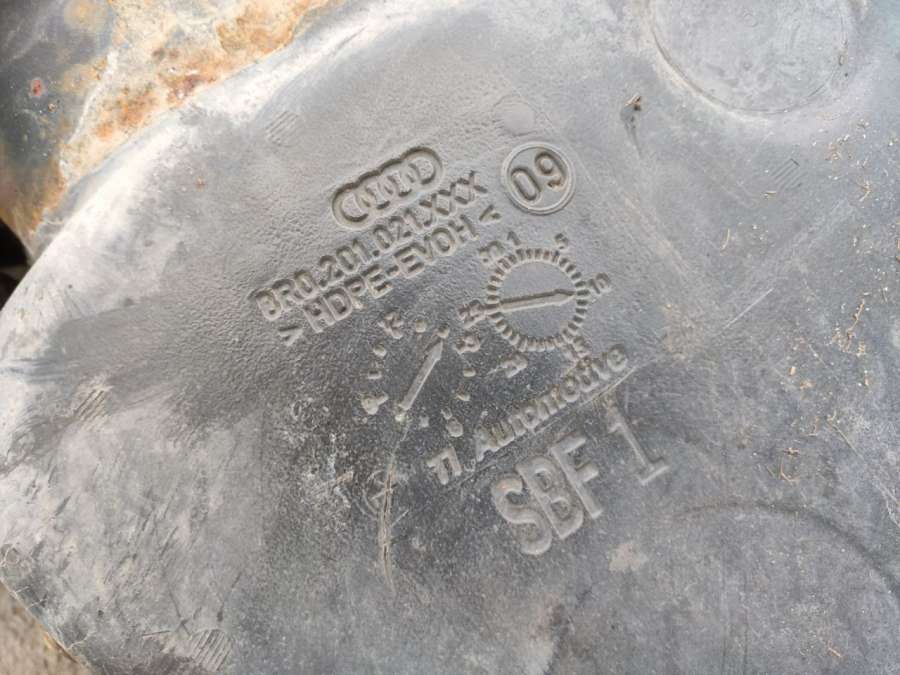 09
8R0.201.021.XXX
>HDPE-EVOH<
TI Automotive
SBF 1